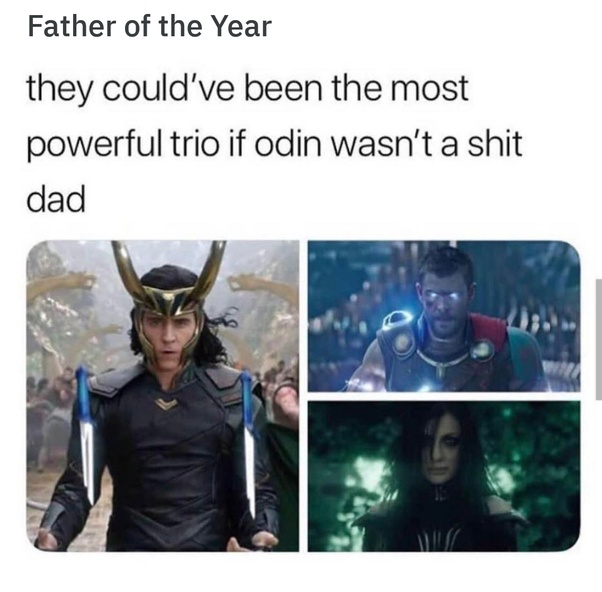 Father of the Year
they could've been the most
powerful trio if odin wasn't a shit
dad